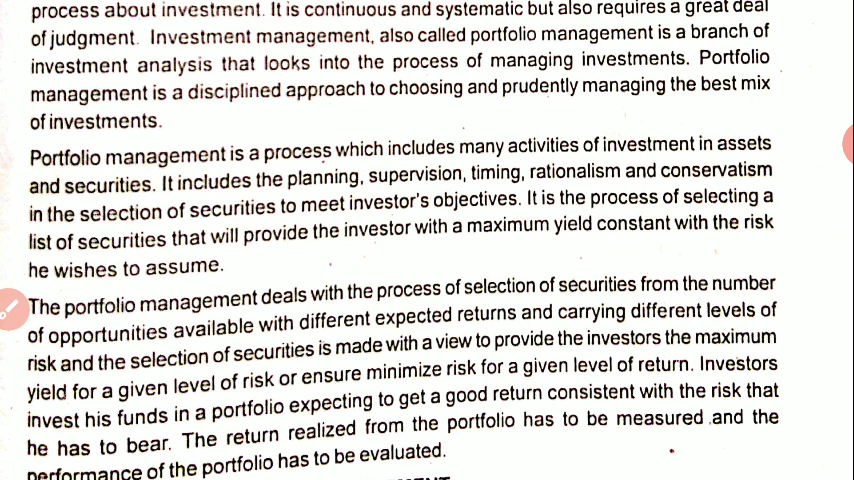 process about investment. It is continuous and systematic but also requires a great deal
of judgment. Investment management, also called portfolio management is a branch of
investment analysis that looks into the process of managing investments. Portfolio
management is a disciplined approach to choosing and prudently managing the best mix
of investments.
Portfolio management is a process which includes many activities of investment in assets
and securities. It includes the planning, supervision, timing, rationalism and conservatism
in the selection of securities to meet investor's objectives. It is the process of selecting a
list of securities that will provide the investor with a maximum yield constant with the risk
he wishes to assume.
The portfolio management deals with the process of selection of securities from the number
of opportunities available with different expected returns and carrying different levels of
risk and the selection of securities is made with a view to provide the investors the maximum
yield for a given level of risk or ensure minimize risk for a given level of return. Investors
invest his funds in a portfolio expecting to get a good return consistent with the risk that
he has to bear. The return realized from the portfolio has to be measured and the
performance of the portfolio has to be evaluated.